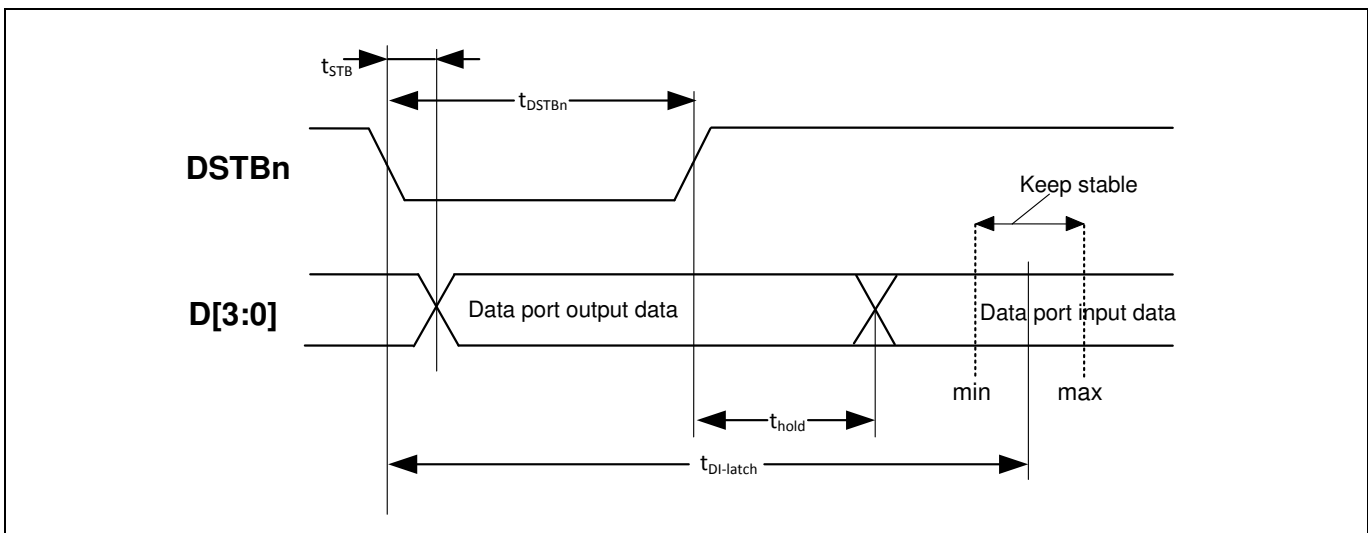 tSTB
tDSTBn
DSTBn
Keep stable
D[3:0]
Data port output data
Data port input data
min
max
thold
tDI-latch